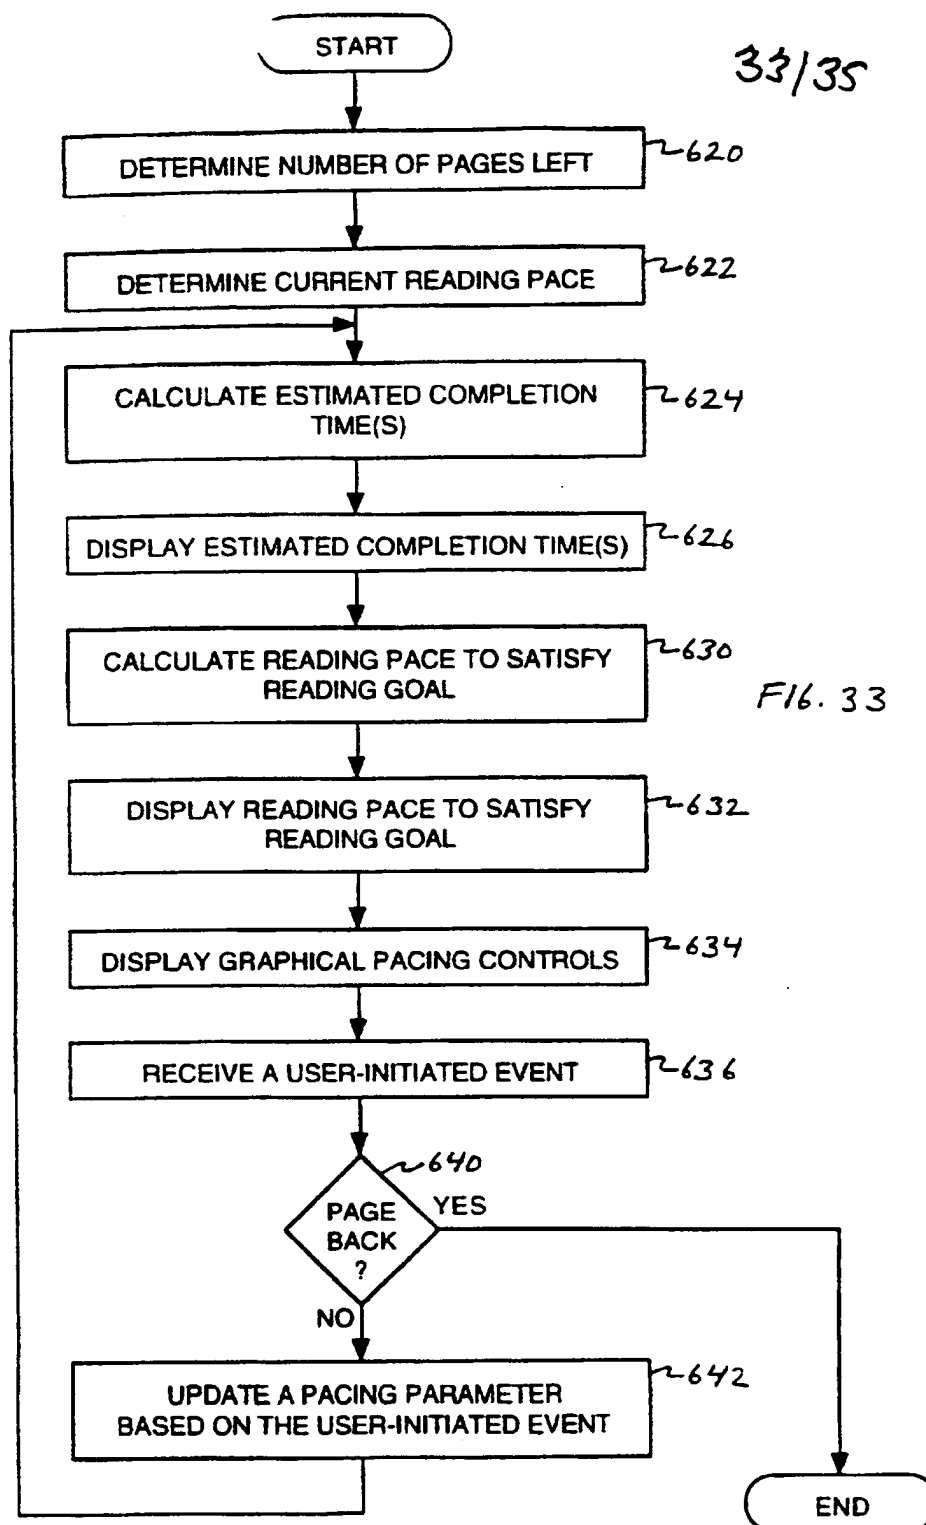 START
33/35
DETERMINE NUMBER OF PAGES LEFT
620
DETERMINE CURRENT READING PACE
622
CALCULATE ESTIMATED COMPLETION
TIME(S)
624
DISPLAY ESTIMATED COMPLETION TIME(S)
626
CALCULATE READING PACE TO SATISFY
READING GOAL
630
FIG. 33
DISPLAY READING PACE TO SATISFY
READING GOAL
632
DISPLAY GRAPHICAL PACING CONTROLS
634
RECEIVE A USER-INITIATED EVENT
636
640
PAGE
BACK
?
YES
NO
UPDATE A PACING PARAMETER
BASED ON THE USER-INITIATED EVENT
642
END